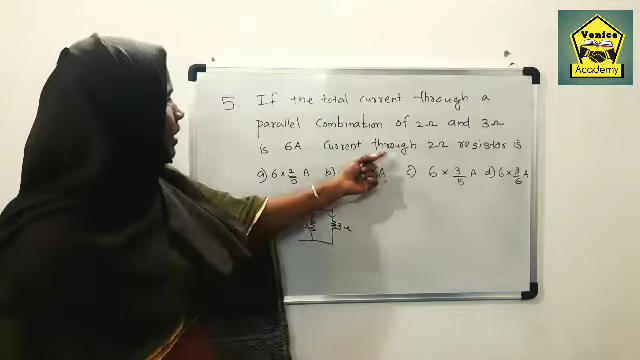 Venice
Academy
5 If the total current through a
parallel combination of 2Ω and 3Ω
is 6A Current through 2Ω resistor is
a) 6 × 2/5 A b) A c) 6 × 3/5 A d) 6 × 3/6 A
3Ω